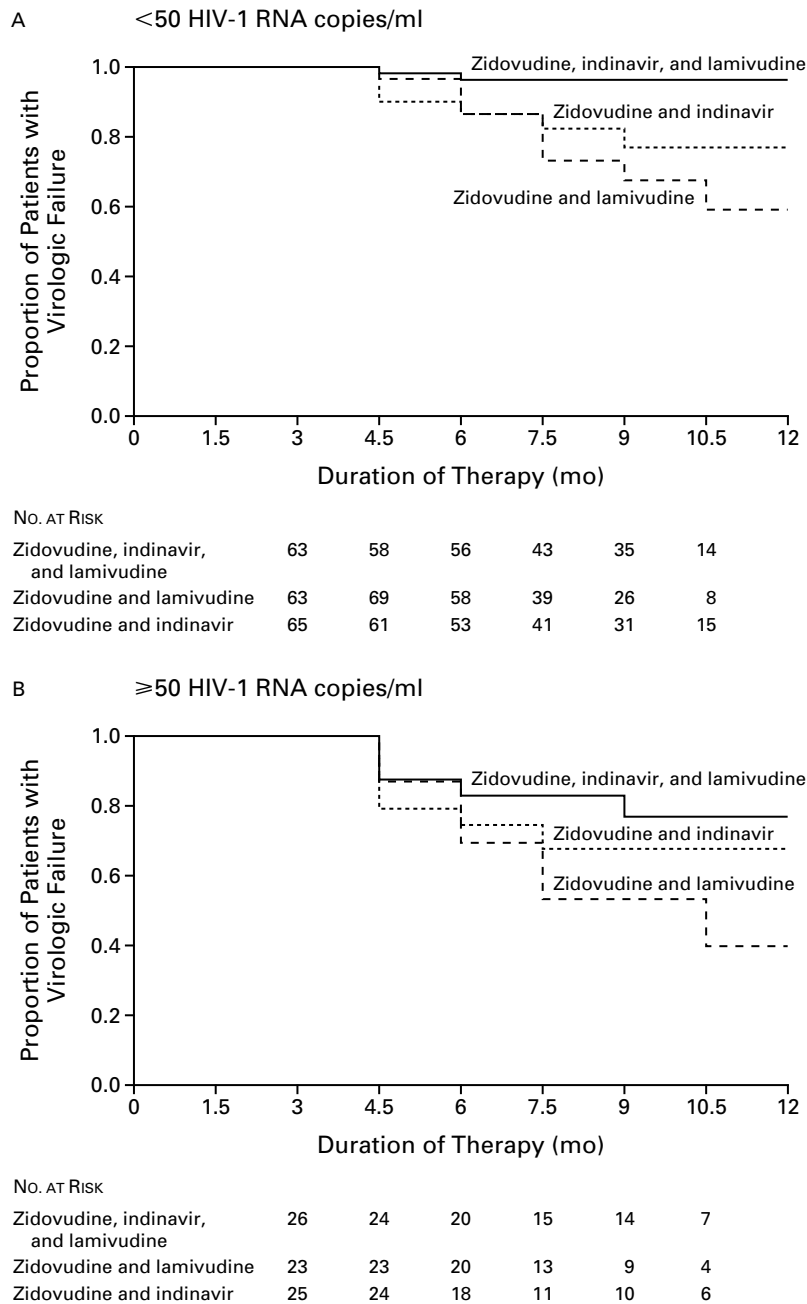 A <50 HIV-1 RNA copies/ml
Proportion of Patients with
Virologic Failure
1.0
0.8
0.6
0.4
0.2
0.0
Zidovudine, indinavir, and lamivudine
Zidovudine and indinavir
Zidovudine and lamivudine
0 1.5 3 4.5 6 7.5 9 10.5 12
Duration of Therapy (mo)
NO. AT RISK
Zidovudine, indinavir, 63 58 56 43 35 14
and lamivudine
Zidovudine and lamivudine 63 69 58 39 26 8
Zidovudine and indinavir 65 61 53 41 31 15
B ≥50 HIV-1 RNA copies/ml
Proportion of Patients with
Virologic Failure
1.0
0.8
0.6
0.4
0.2
0.0
Zidovudine, indinavir, and lamivudine
Zidovudine and indinavir
Zidovudine and lamivudine
0 1.5 3 4.5 6 7.5 9 10.5 12
Duration of Therapy (mo)
NO. AT RISK
Zidovudine, indinavir, 26 24 20 15 14 7
and lamivudine
Zidovudine and lamivudine 23 23 20 13 9 4
Zidovudine and indinavir 25 24 18 11 10 6